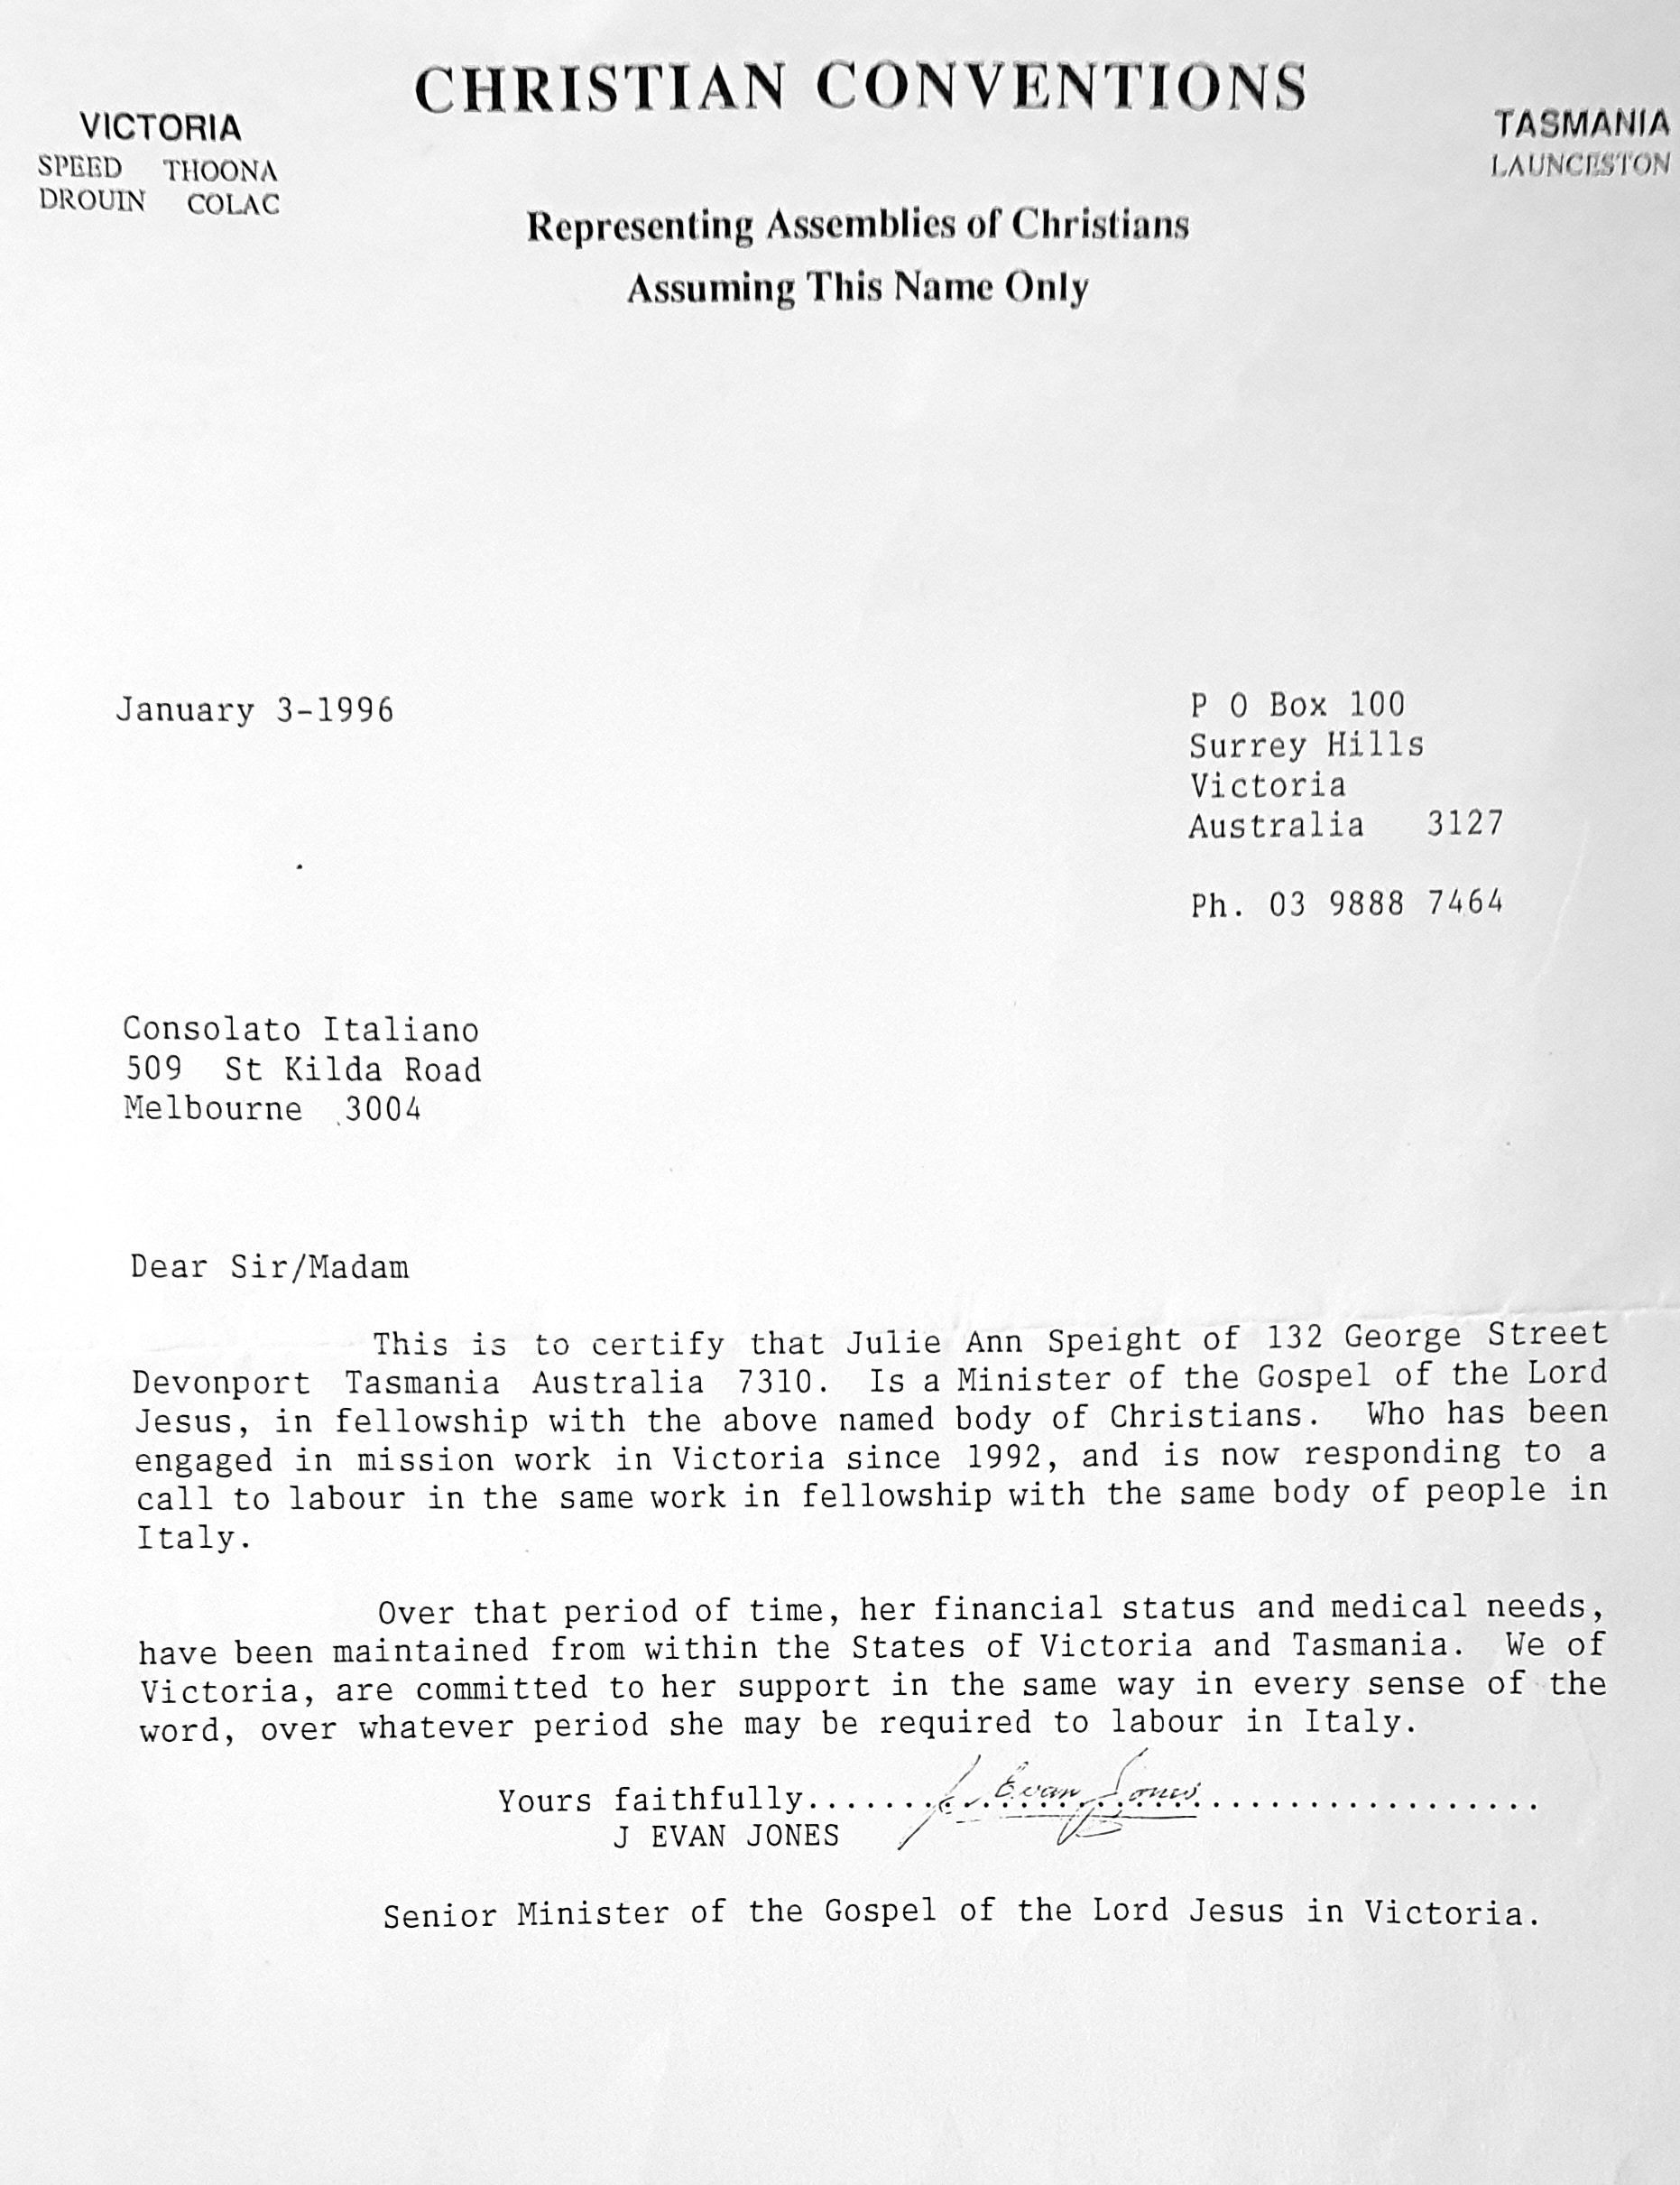 CHRISTIAN CONVENTIONS
VICTORIA
SPEED THOONA
DROUIN COLAC
TASMANIA
LAUNCESTON
Representing Assemblies of Christians
Assuming This Name Only
January 3-1996
P O Box 100
Surrey Hills
Victoria
Australia 3127
Ph. 03 9888 7464
Consolato Italiano
509 St Kilda Road
Melbourne 3004
Dear Sir/Madam
This is to certify that Julie Ann Speight of 132 George Street
Devonport Tasmania Australia 7310. Is a Minister of the Gospel of the Lord
Jesus, in fellowship with the above named body of Christians. Who has been
engaged in mission work in Victoria since 1992, and is now responding to a
call to labour in the same work in fellowship with the same body of people in
Italy.
Over that period of time, her financial status and medical needs,
have been maintained from within the States of Victoria and Tasmania. We of
Victoria, are committed to her support in the same way in every sense of the
word, over whatever period she may be required to labour in Italy.
Yours faithfully....... J. Evan Jones ..................
J EVAN JONES
Senior Minister of the Gospel of the Lord Jesus in Victoria.